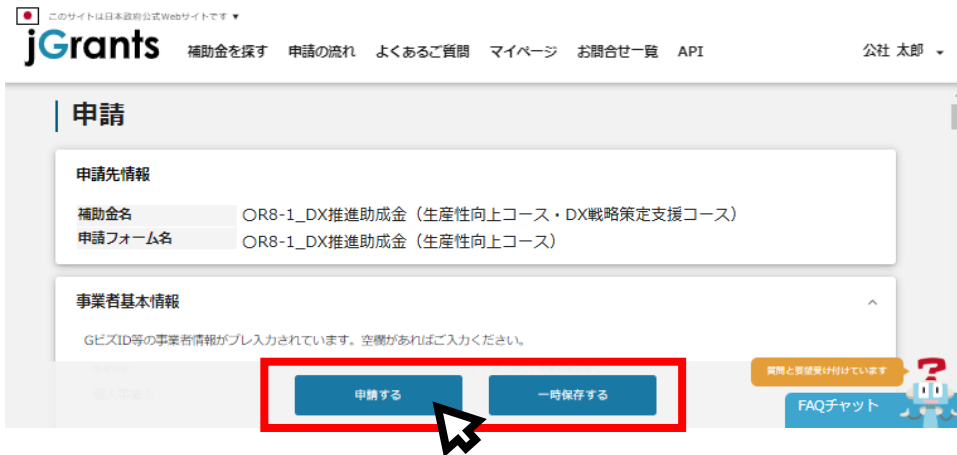 このサイトは日本政府公式Webサイトです ▼
jGrants 補助金を探す 申請の流れ よくあるご質問 マイページ お問合せ一覧 API 公社 太郎
申請
申請先情報
補助金名 〇R8-1_DX推進助成金（生産性向上コース・DX戦略策定支援コース）
申請フォーム名 〇R8-1_DX推進助成金（生産性向上コース）
事業者基本情報
GビズID等の事業者情報がプレ入力されています。空欄があればご入力ください。
申請する 一時保存する
質問と要望受け付けています
FAQチャット